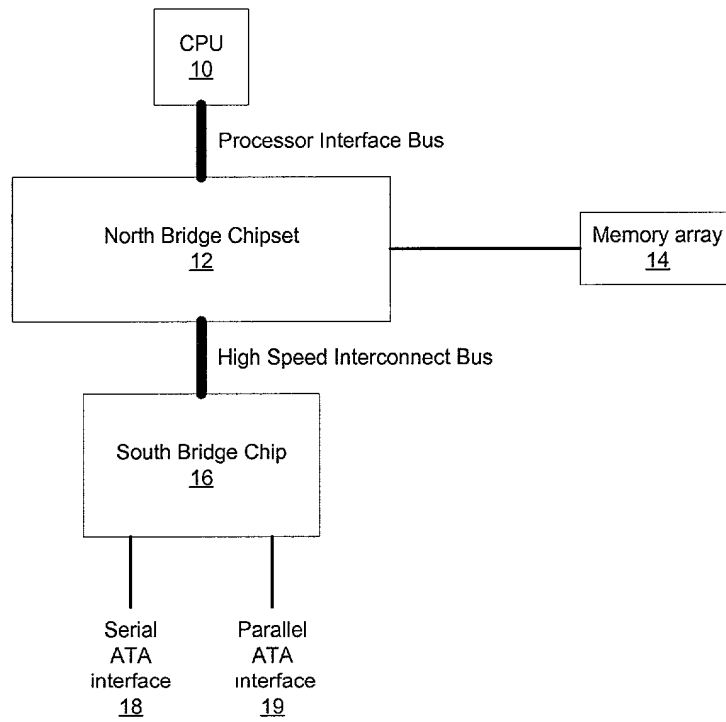 CPU
10
Processor Interface Bus
North Bridge Chipset
12
Memory array
14
High Speed Interconnect Bus
South Bridge Chip
16
Serial
ATA
interface
18
Parallel
ATA
interface
19